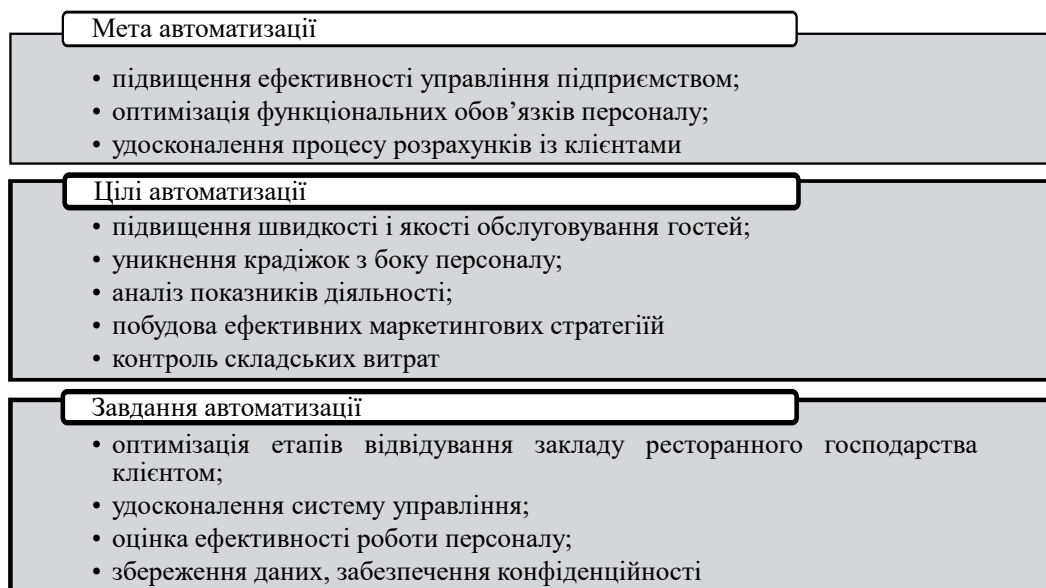 Мета автоматизації
• підвищення ефективності управління підприємством;
• оптимізація функціональних обов’язків персоналу;
• удосконалення процесу розрахунків із клієнтами
Цілі автоматизації
• підвищення швидкості і якості обслуговування гостей;
• уникнення крадіжок з боку персоналу;
• аналіз показників діяльності;
• побудова ефективних маркетингових стратегіїй
• контроль складських витрат
Завдання автоматизації
• оптимізація етапів відвідування закладу ресторанного господарства
клієнтом;
• удосконалення систему управління;
• оцінка ефективності роботи персоналу;
• збереження даних, забезпечення конфіденційності